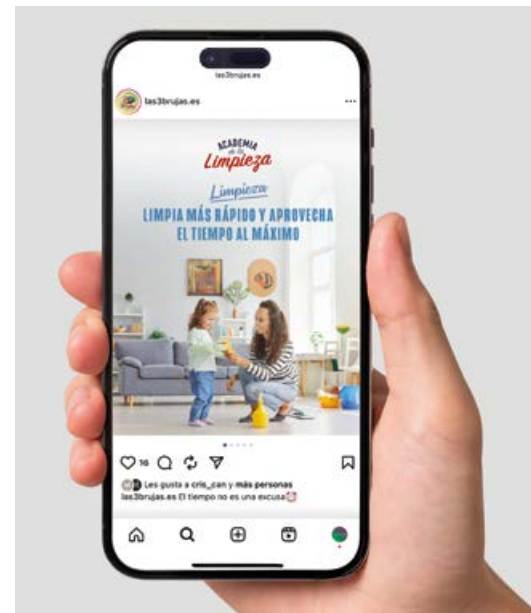 las3brujas.es
las3brujas.es
ACADEMIA
de la
Limpieza
Limpieza
LIMPIA MÁS RÁPIDO Y APROVECHA
EL TIEMPO AL MÁXIMO
16
Les gusta a cris_can y más personas
las3brujas.es El tiempo no es una excusa